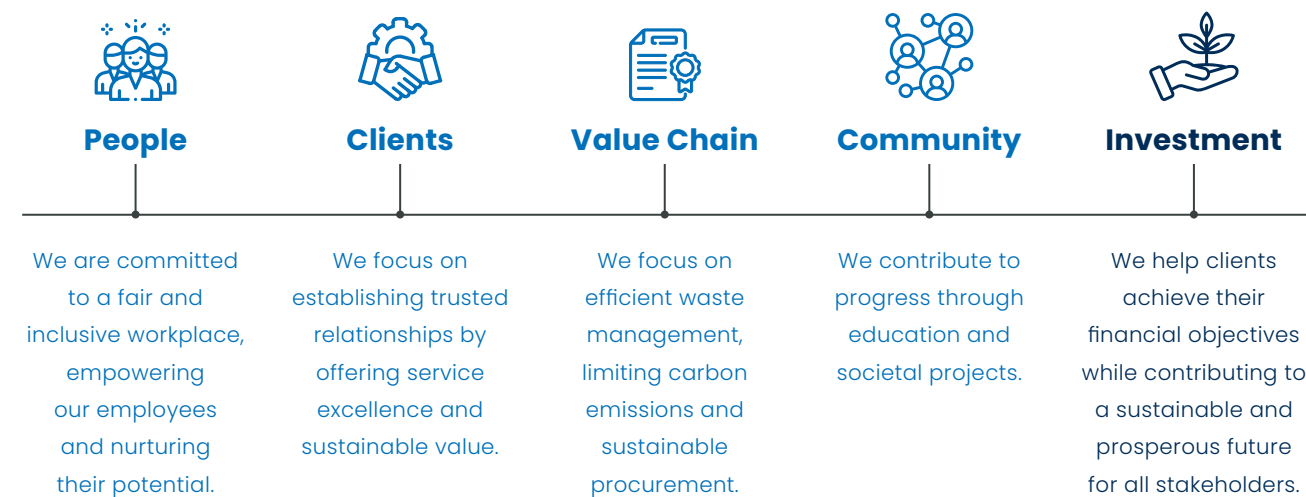 People
Clients
Value Chain
Community
Investment
We are committed
to a fair and
inclusive workplace,
empowering
our employees
and nurturing
their potential.
We focus on
establishing trusted
relationships by
offering service
excellence and
sustainable value.
We focus on
efficient waste
management,
limiting carbon
emissions and
sustainable
procurement.
We contribute to
progress through
education and
societal projects.
We help clients
achieve their
financial objectives
while contributing to
a sustainable and
prosperous future
for all stakeholders.